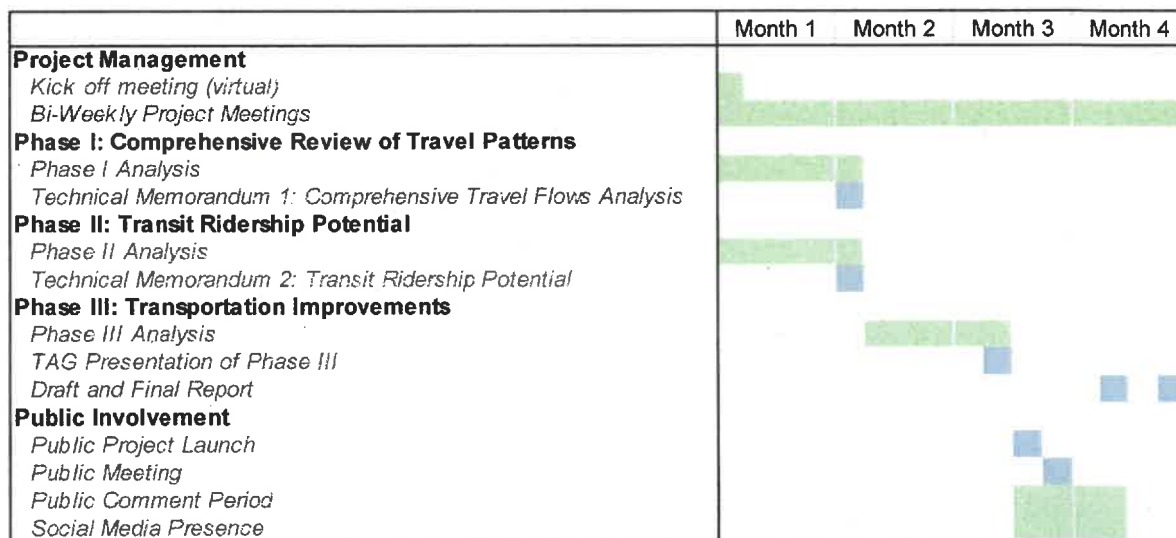 Month 1 Month 2 Month 3 Month 4
Project Management
Kick off meeting (virtual)
Bi-Weekly Project Meetings
Phase I: Comprehensive Review of Travel Patterns
Phase I Analysis
Technical Memorandum 1: Comprehensive Travel Flows Analysis
Phase II: Transit Ridership Potential
Phase II Analysis
Technical Memorandum 2: Transit Ridership Potential
Phase III: Transportation Improvements
Phase III Analysis
TAG Presentation of Phase III
Draft and Final Report
Public Involvement
Public Project Launch
Public Meeting
Public Comment Period
Social Media Presence